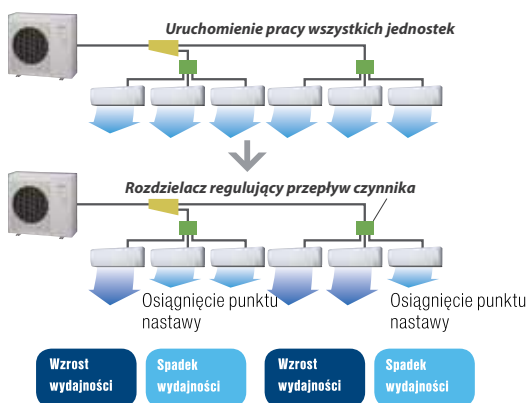 Uruchomienie pracy wszystkich jednostek
Rozdzielacz regulujący przepływ czynnika
Osiągnięcie punktu
nastawy
Osiągnięcie punktu
nastawy
Wzrost
wydajności
Spadek
wydajności
Wzrost
wydajności
Spadek
wydajności